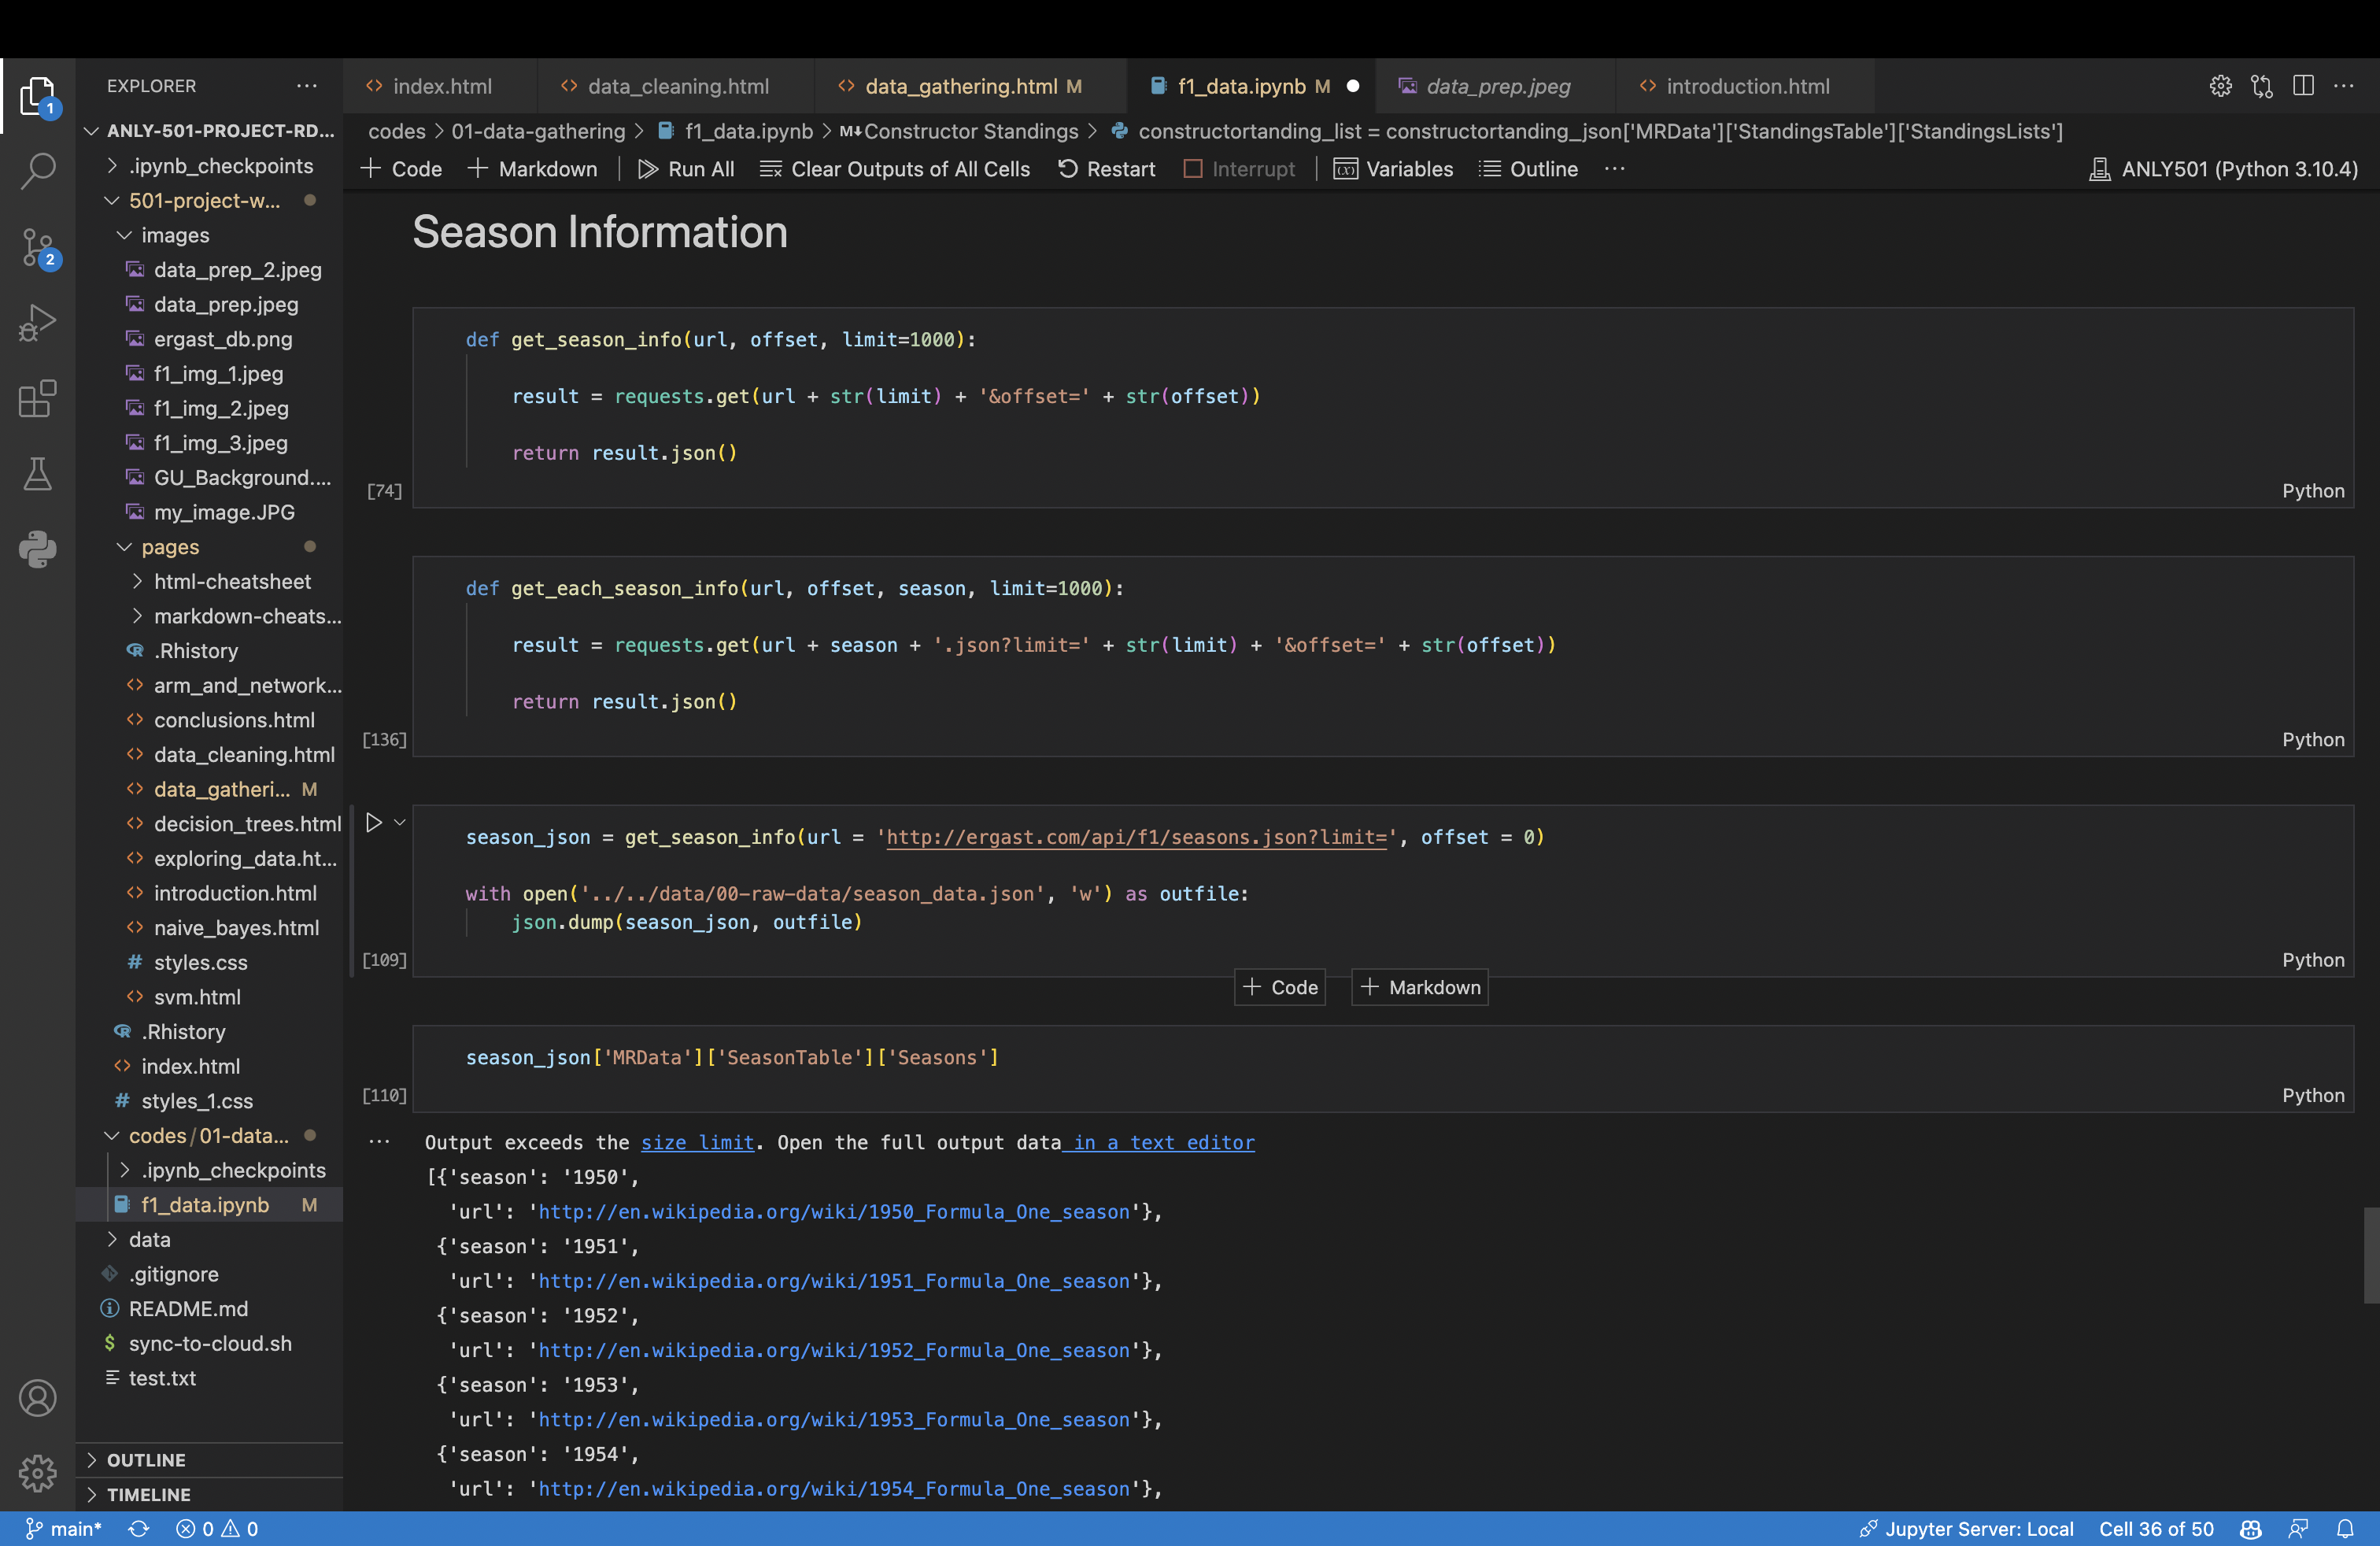 EXPLORER
ANLY-501-PROJECT-RD...
.ipynb_checkpoints
501-project-w...
images
data_prep_2.jpeg
data_prep.jpeg
ergast_db.png
f1_img_1.jpeg
f1_img_2.jpeg
f1_img_3.jpeg
GU_Background....
my_image.JPG
pages
html-cheatsheet
markdown-cheats...
.Rhistory
arm_and_network...
conclusions.html
data_cleaning.html
data_gatheri... M
decision_trees.html
exploring_data.ht...
introduction.html
naive_bayes.html
styles.css
svm.html
.Rhistory
index.html
styles_1.css
codes/01-data...
.ipynb_checkpoints
f1_data.ipynb M
data
.gitignore
README.md
sync-to-cloud.sh
test.txt
OUTLINE
TIMELINE
1
2
index.html data_cleaning.html data_gathering.html M f1_data.ipynb M data_prep.jpeg introduction.html
codes > 01-data-gathering > f1_data.ipynb > M↓Constructor Standings > constructortanding_list = constructortanding_json['MRData']['StandingsTable']['StandingsLists']
Code Markdown Run All Clear Outputs of All Cells Restart Interrupt Variables Outline ... ANLY501 (Python 3.10.4)
Season Information
def get_season_info(url, offset, limit=1000):
result = requests.get(url + str(limit) + '&offset=' + str(offset))
return result.json()
[74] Python
def get_each_season_info(url, offset, season, limit=1000):
result = requests.get(url + season + '.json?limit=' + str(limit) + '&offset=' + str(offset))
return result.json()
[136] Python
season_json = get_season_info(url = 'http://ergast.com/api/f1/seasons.json?limit=', offset = 0)
with open('../../data/00-raw-data/season_data.json', 'w') as outfile:
json.dump(season_json, outfile)
[109] Python
+ Code + Markdown
season_json['MRData']['SeasonTable']['Seasons']
[110] Python
Output exceeds the size limit. Open the full output data in a text editor
[{'season': '1950',
'url': 'http://en.wikipedia.org/wiki/1950_Formula_One_season'},
{'season': '1951',
'url': 'http://en.wikipedia.org/wiki/1951_Formula_One_season'},
{'season': '1952',
'url': 'http://en.wikipedia.org/wiki/1952_Formula_One_season'},
{'season': '1953',
'url': 'http://en.wikipedia.org/wiki/1953_Formula_One_season'},
{'season': '1954',
'url': 'http://en.wikipedia.org/wiki/1954_Formula_One_season'},
main* 0 0 Jupyter Server: Local Cell 36 of 50